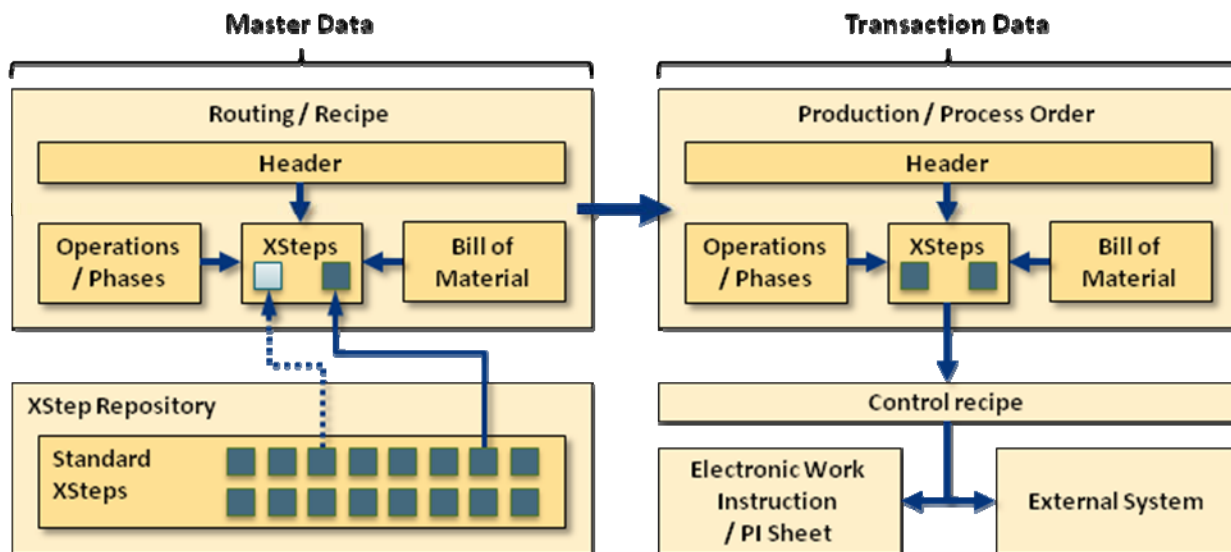 Master Data
Routing / Recipe
Header
Operations
/ Phases
XSteps
Bill of
Material
XStep Repository
Standard
XSteps
Transaction Data
Production / Process Order
Header
Operations
/ Phases
XSteps
Bill of
Material
Control recipe
Electronic Work
Instruction
/ PI Sheet
External System